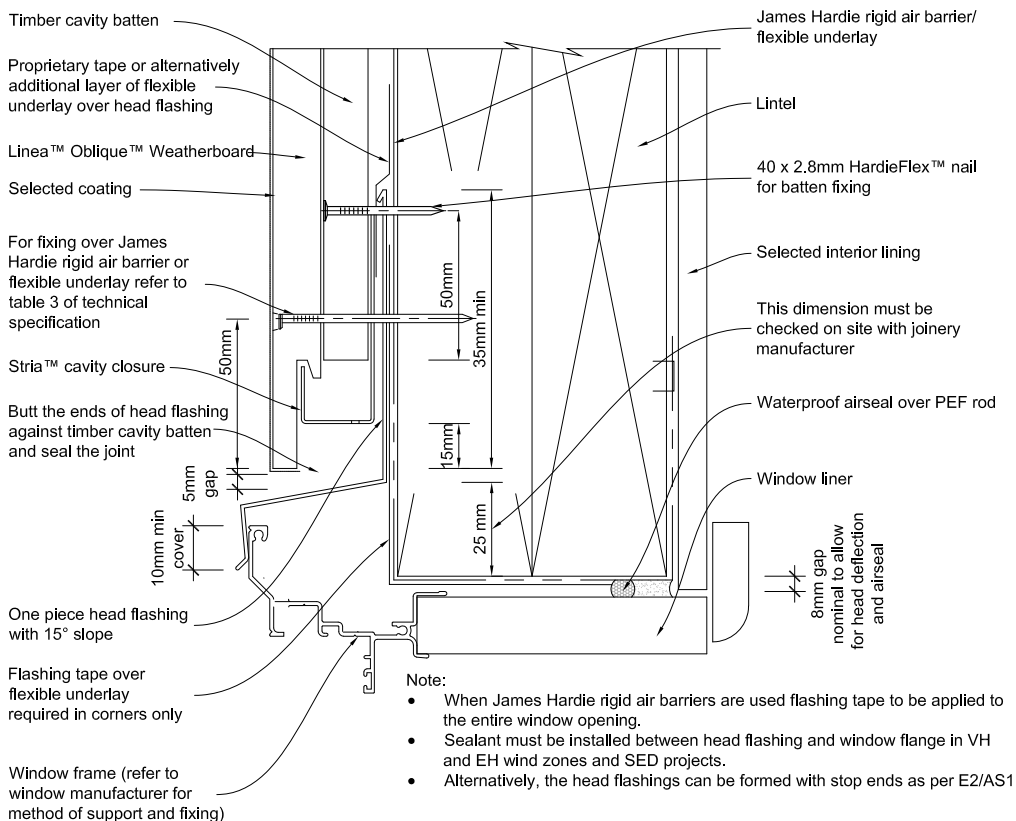 Timber cavity batten
Proprietary tape or alternatively
additional layer of flexible
underlay over head flashing
Linea™ Oblique™ Weatherboard
Selected coating
For fixing over James
Hardie rigid air barrier or
flexible underlay refer to
table 3 of technical
specification
Stria™ cavity closure
Butt the ends of head flashing
against timber cavity batten
and seal the joint
One piece head flashing
with 15° slope
Flashing tape over
flexible underlay
required in corners only
Window frame (refer to
window manufacturer for
method of support and fixing)
50mm
5mm
gap
10mm min
cover
50mm
35mm min
15mm
25 mm
James Hardie rigid air barrier/
flexible underlay
Lintel
40 x 2.8mm HardieFlex™ nail
for batten fixing
Selected interior lining
This dimension must be
checked on site with joinery
manufacturer
Waterproof airseal over PEF rod
Window liner
8mm gap
nominal to allow
for head deflection
and airseal
Note:
• When James Hardie rigid air barriers are used flashing tape to be applied to
the entire window opening.
• Sealant must be installed between head flashing and window flange in VH
and EH wind zones and SED projects.
• Alternatively, the head flashings can be formed with stop ends as per E2/AS1